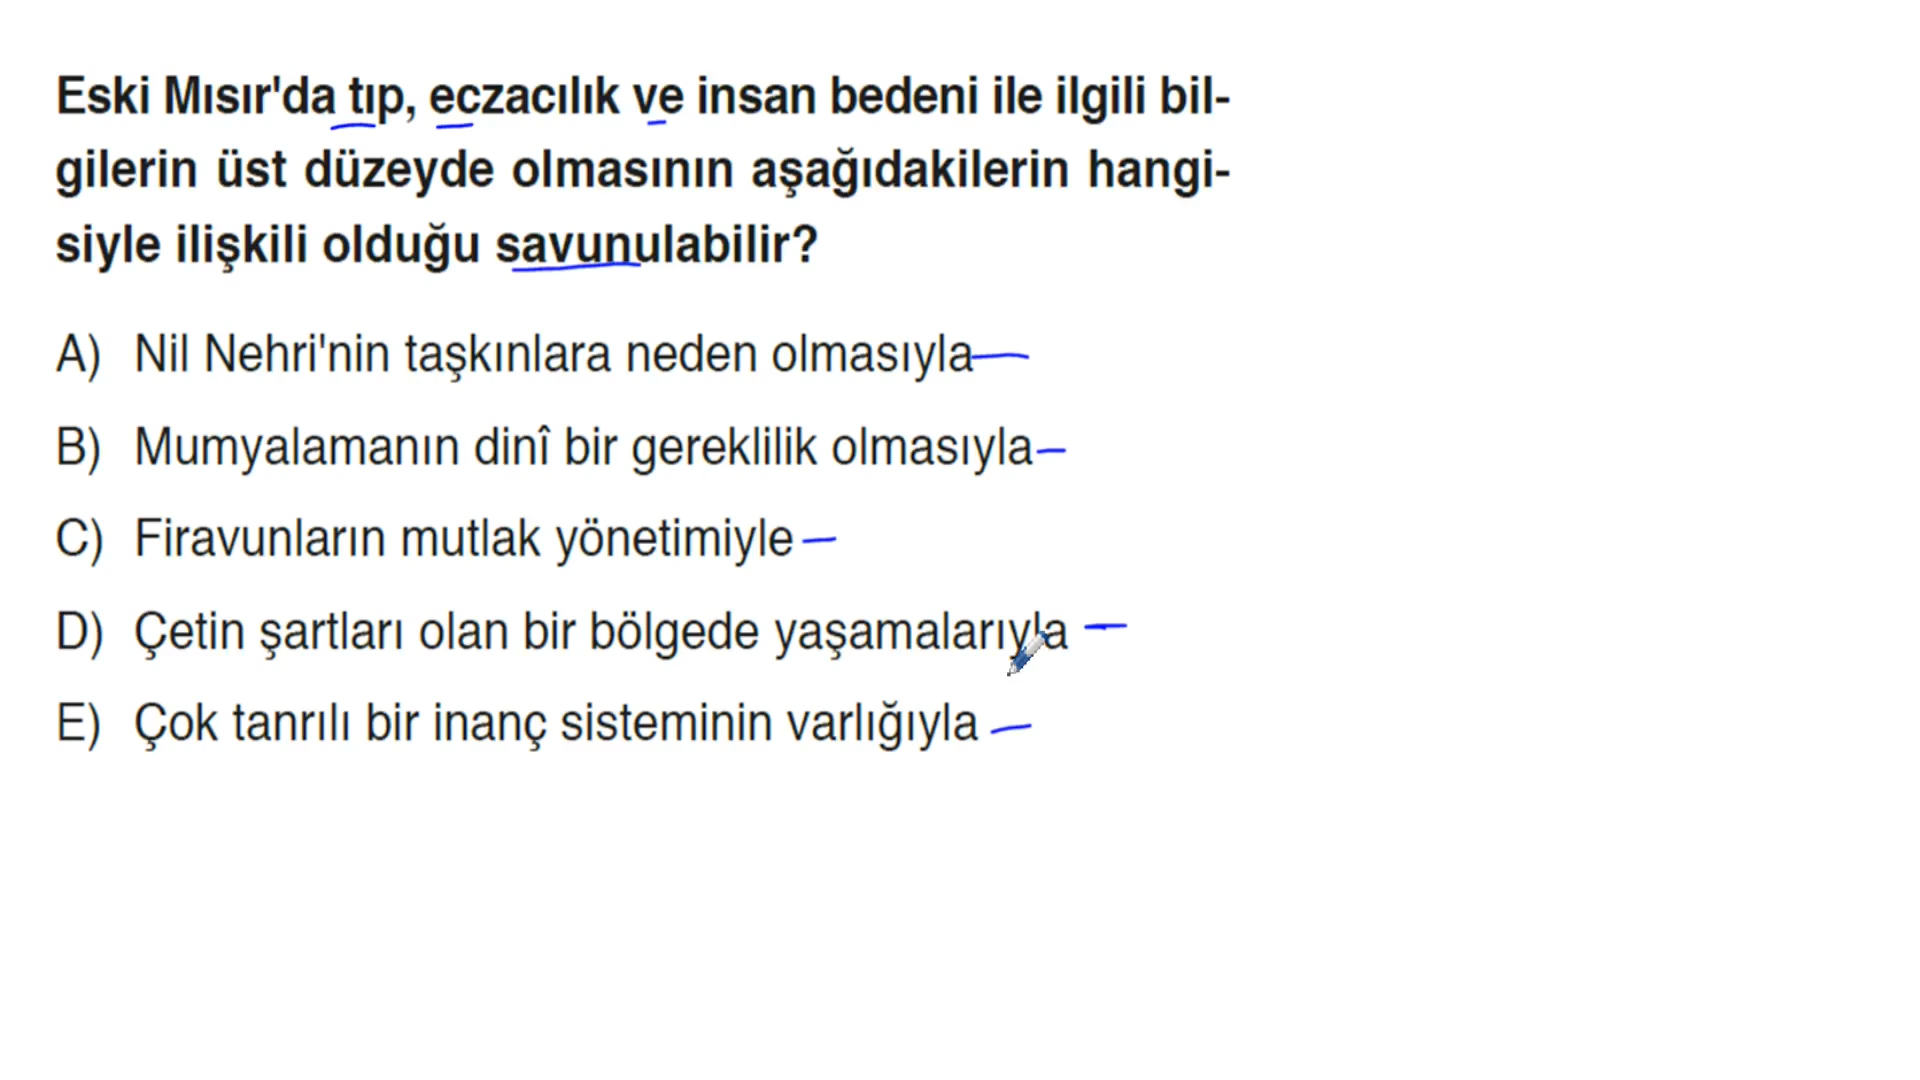 Eski Mısır'da tıp, eczacılık ve insan bedeni ile ilgili bil-
gilerin üst düzeyde olmasının aşağıdakilerin hangi-
siyle ilişkili olduğu savunulabilir?
A) Nil Nehri'nin taşkınlara neden olmasıyla
B) Mumyalamanın dinî bir gereklilik olmasıyla
C) Firavunların mutlak yönetimiyle
D) Çetin şartları olan bir bölgede yaşamalarıyla
E) Çok tanrılı bir inanç sisteminin varlığıyla